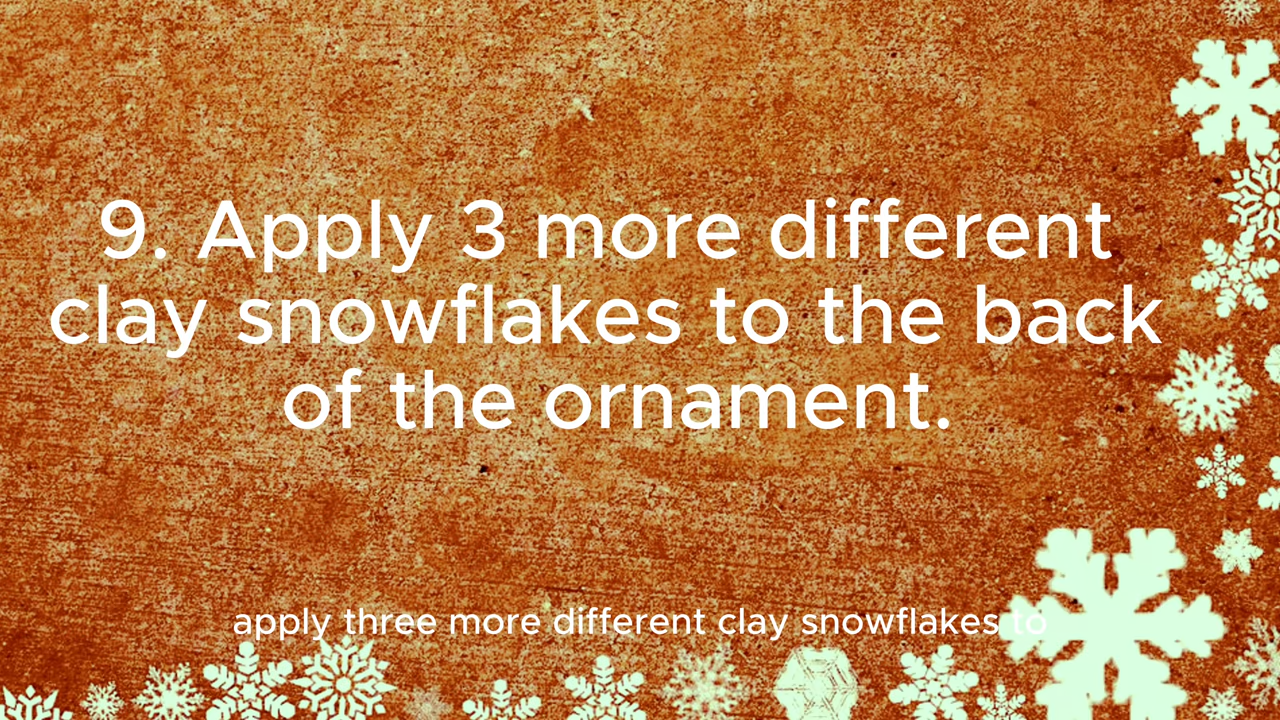 9. Apply 3 more different
clay snowflakes to the back
of the ornament.
apply three more different clay snowflakes to